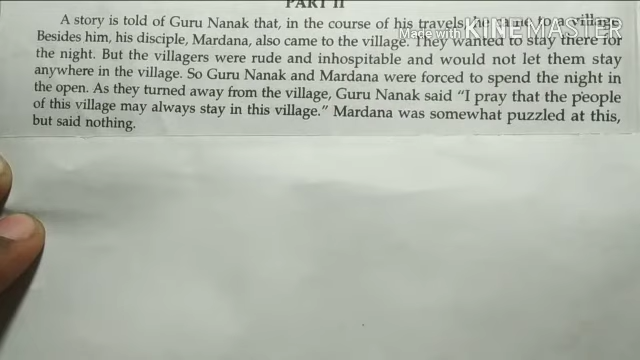 PART II
A story is told of Guru Nanak that, in the course of his travels, he came to a village.
Made with KINEMASTER
Besides him, his disciple, Mardana, also came to the village. They wanted to stay there for
the night. But the villagers were rude and inhospitable and would not let them stay
anywhere in the village. So Guru Nanak and Mardana were forced to spend the night in
the open. As they turned away from the village, Guru Nanak said "I pray that the people
of this village may always stay in this village." Mardana was somewhat puzzled at this,
but said nothing.